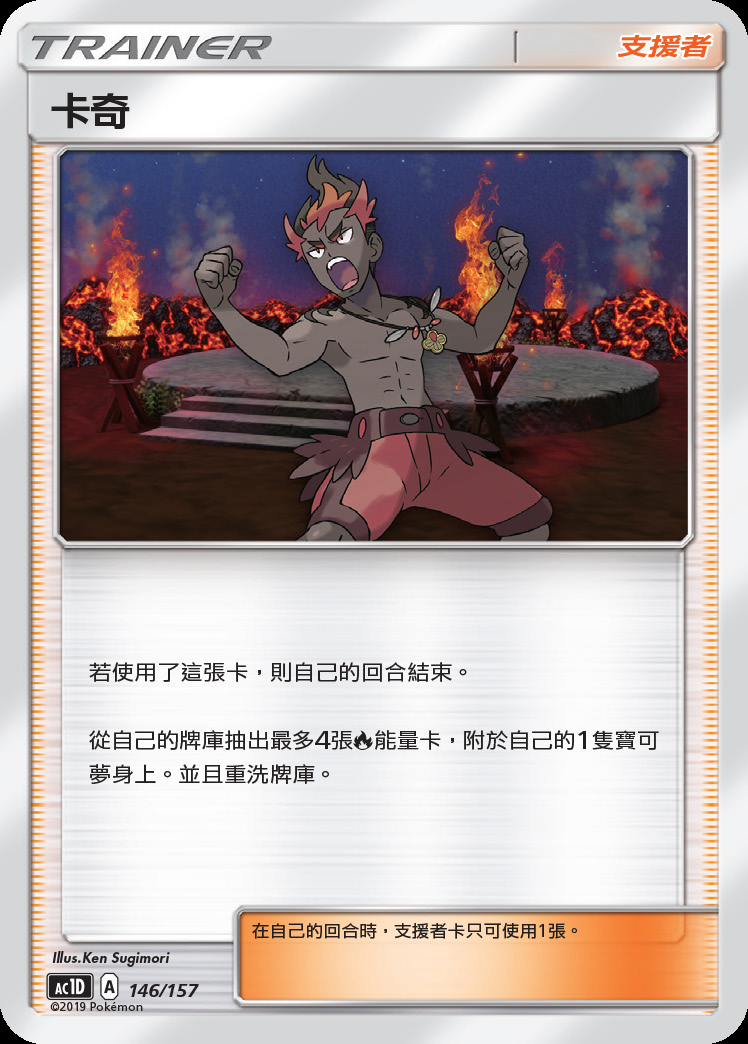 TRAINER
支援者
卡奇
若使用了這張卡，則自己的回合結束。
從自己的牌庫抽出最多4張🔥能量卡，附於自己的1隻寶可
夢身上。並且重洗牌庫。
在自己的回合時，支援者卡只可使用1張。
Illus.Ken Sugimori
AC1D A 146/157
©2019 Pokémon